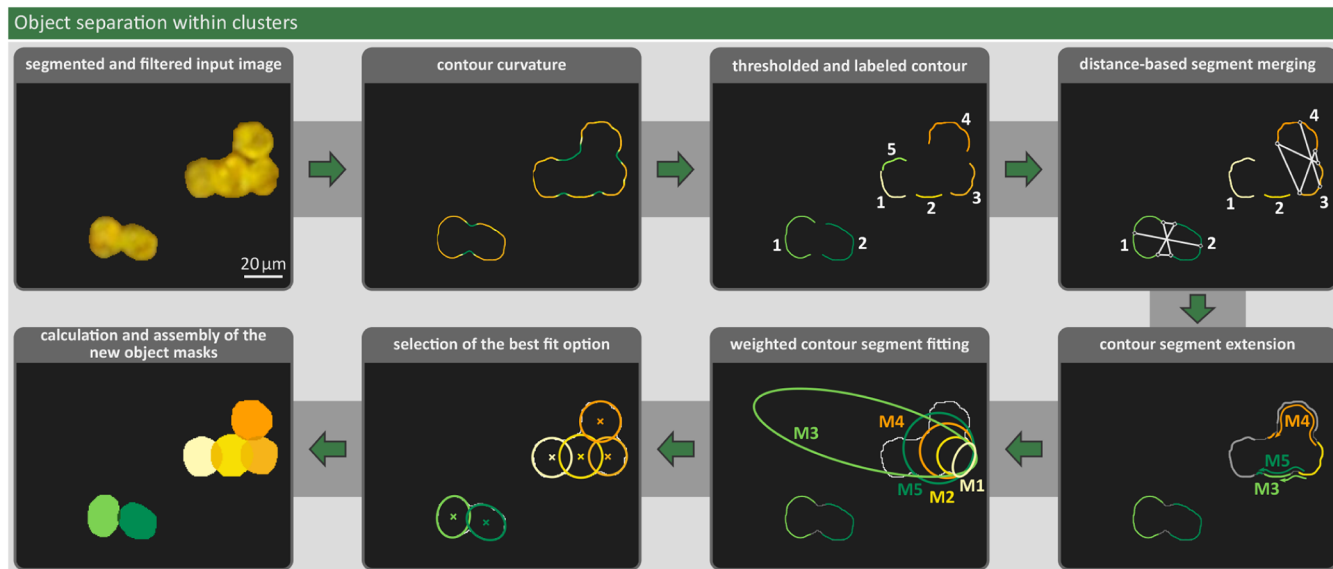 Object separation within clusters
segmented and filtered input image
20 µm
contour curvature
thresholded and labeled contour
4
5
1
2
3
1
2
distance-based segment merging
4
1
2
3
1
2
calculation and assembly of the
new object masks
selection of the best fit option
weighted contour segment fitting
M3
M4
M5
M2
M1
contour segment extension
M4
M5
M3